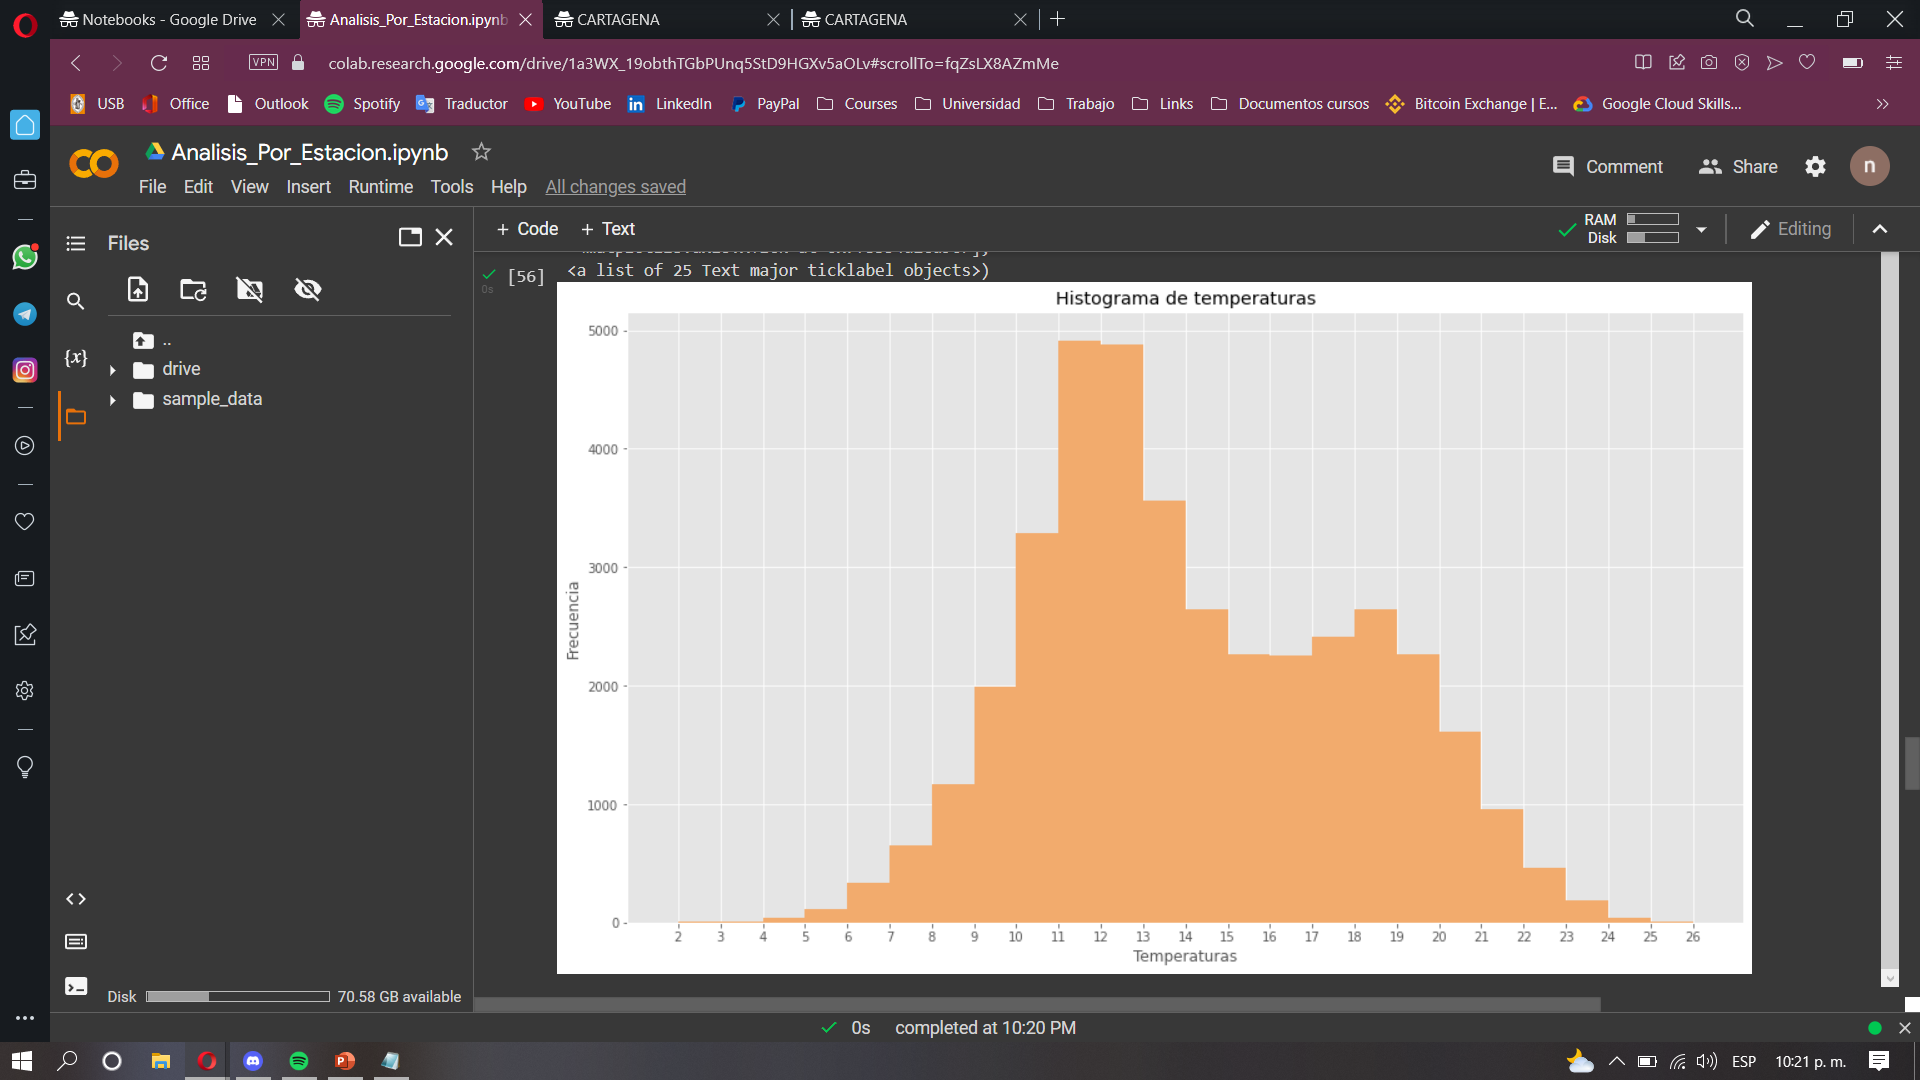 Notebooks - Google Drive
Analisis_Por_Estacion.ipynb
CARTAGENA
CARTAGENA
VPN
colab.research.google.com/drive/1a3WX_19obthTGbPUnq5StD9HGXv5aOLv#scrollTo=fqZsLX8AZmMe
USB
Office
Outlook
Spotify
Traductor
YouTube
LinkedIn
PayPal
Courses
Universidad
Trabajo
Links
Documentos cursos
Bitcoin Exchange | E...
Google Cloud Skills...
Analisis_Por_Estacion.ipynb
File Edit View Insert Runtime Tools Help All changes saved
Comment
Share
n
Files
+ Code + Text
RAM
Disk
Editing
..
drive
sample_data
{x}
[56]
0s
<a list of 25 Text major ticklabel objects>)
Histograma de temperaturas
5000
4000
3000
2000
1000
0
Frecuencia
2 3 4 5 6 7 8 9 10 11 12 13 14 15 16 17 18 19 20 21 22 23 24 25 26
Temperaturas
Disk
70.58 GB available
0s completed at 10:20 PM
ESP
10:21 p. m.